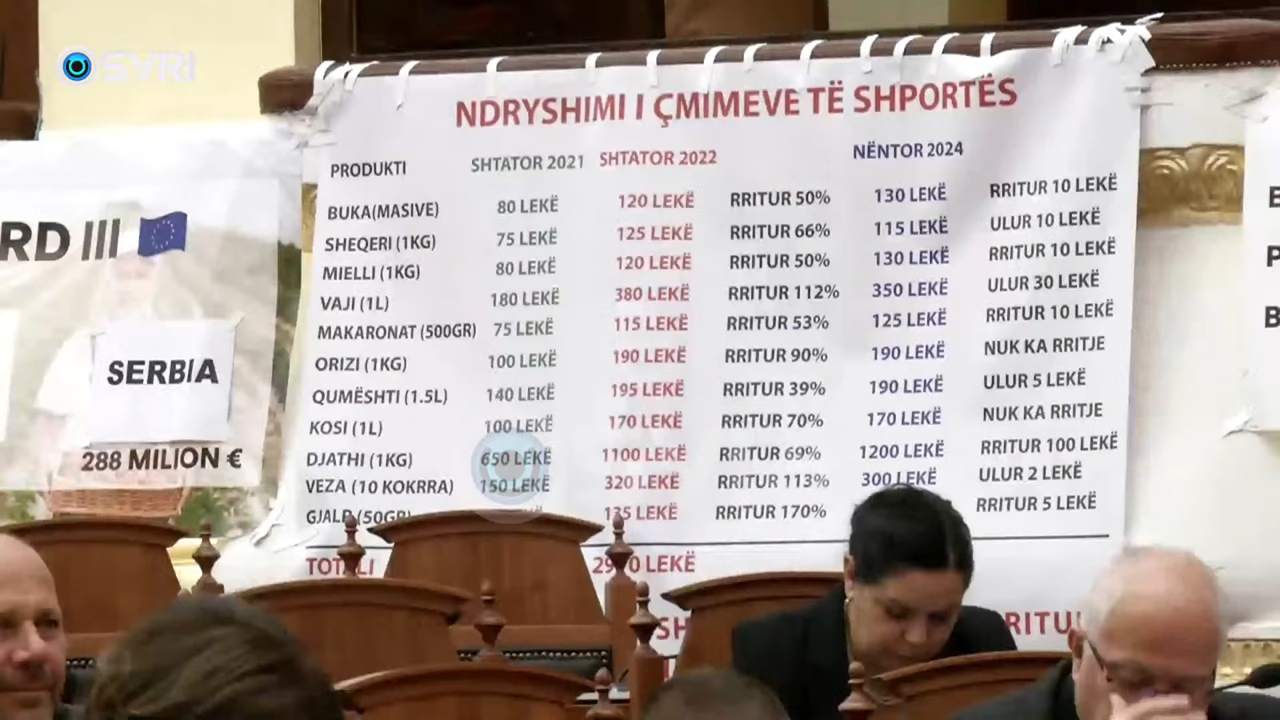 SYRI
NDRYSHIMI I ÇMIMEVE TË SHPORTËS
PRODUKTI SHTATOR 2021 SHTATOR 2022 NËNTOR 2024
BUKA(MASIVE) 80 LEKË 120 LEKË RRITUR 50% 130 LEKË RRITUR 10 LEKË
SHEQERI (1KG) 75 LEKË 125 LEKË RRITUR 66% 115 LEKË ULUR 10 LEKË
MIELLI (1KG) 80 LEKË 120 LEKË RRITUR 50% 130 LEKË RRITUR 10 LEKË
VAJI (1L) 180 LEKË 380 LEKË RRITUR 112% 350 LEKË ULUR 30 LEKË
MAKARONAT (500GR) 75 LEKË 115 LEKË RRITUR 53% 125 LEKË RRITUR 10 LEKË
ORIZI (1KG) 100 LEKË 190 LEKË RRITUR 90% 190 LEKË NUK KA RRITJE
QUMËSHTI (1.5L) 140 LEKË 195 LEKË RRITUR 39% 190 LEKË ULUR 5 LEKË
KOSI (1L) 100 LEKË 170 LEKË RRITUR 70% 170 LEKË NUK KA RRITJE
DJATHI (1KG) 650 LEKË 1100 LEKË RRITUR 69% 1200 LEKË RRITUR 100 LEKË
VEZA (10 KOKRRA) 150 LEKË 320 LEKË RRITUR 113% 300 LEKË ULUR 2 LEKË
GJALP (50GR) 135 LEKË RRITUR 170% RRITUR 5 LEKË
LEKË
RD III
SERBIA
288 MILION €